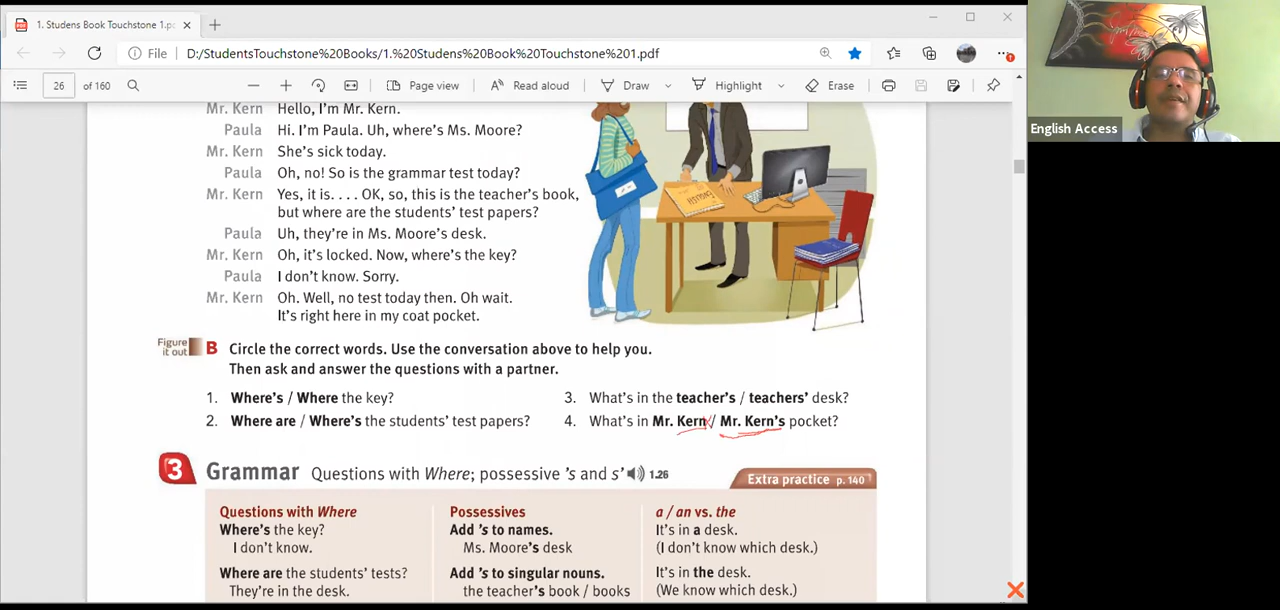 1. Studens Book Touchstone 1.pd
File
D:/StudentsTouchstone%20Books/1.%20Studens%20Book%20Touchstone%201.pdf
26 of 160
Page view
Read aloud
Draw
Highlight
Erase
English Access
Mr. Kern Hello, I'm Mr. Kern.
Paula Hi. I'm Paula. Uh, where's Ms. Moore?
Mr. Kern She's sick today.
Paula Oh, no! So is the grammar test today?
Mr. Kern Yes, it is. . . . OK, so, this is the teacher's book,
but where are the students' test papers?
Paula Uh, they're in Ms. Moore's desk.
Mr. Kern Oh, it's locked. Now, where's the key?
Paula I don't know. Sorry.
Mr. Kern Oh. Well, no test today then. Oh wait.
It's right here in my coat pocket.
HISTORY
Figure it out
B Circle the correct words. Use the conversation above to help you.
Then ask and answer the questions with a partner.
1. Where's / Where the key?
2. Where are / Where's the students' test papers?
3. What's in the teacher's / teachers' desk?
4. What's in Mr. Kern / Mr. Kern's pocket?
3 Grammar Questions with Where; possessive 's and s' 1.26
Extra practice p. 140
Questions with Where
Where's the key?
I don't know.
Where are the students' tests?
They're in the desk.
Possessives
Add 's to names.
Ms. Moore's desk
Add 's to singular nouns.
the teacher's book / books
a / an vs. the
It's in a desk.
(I don't know which desk.)
It's in the desk.
(We know which desk.)